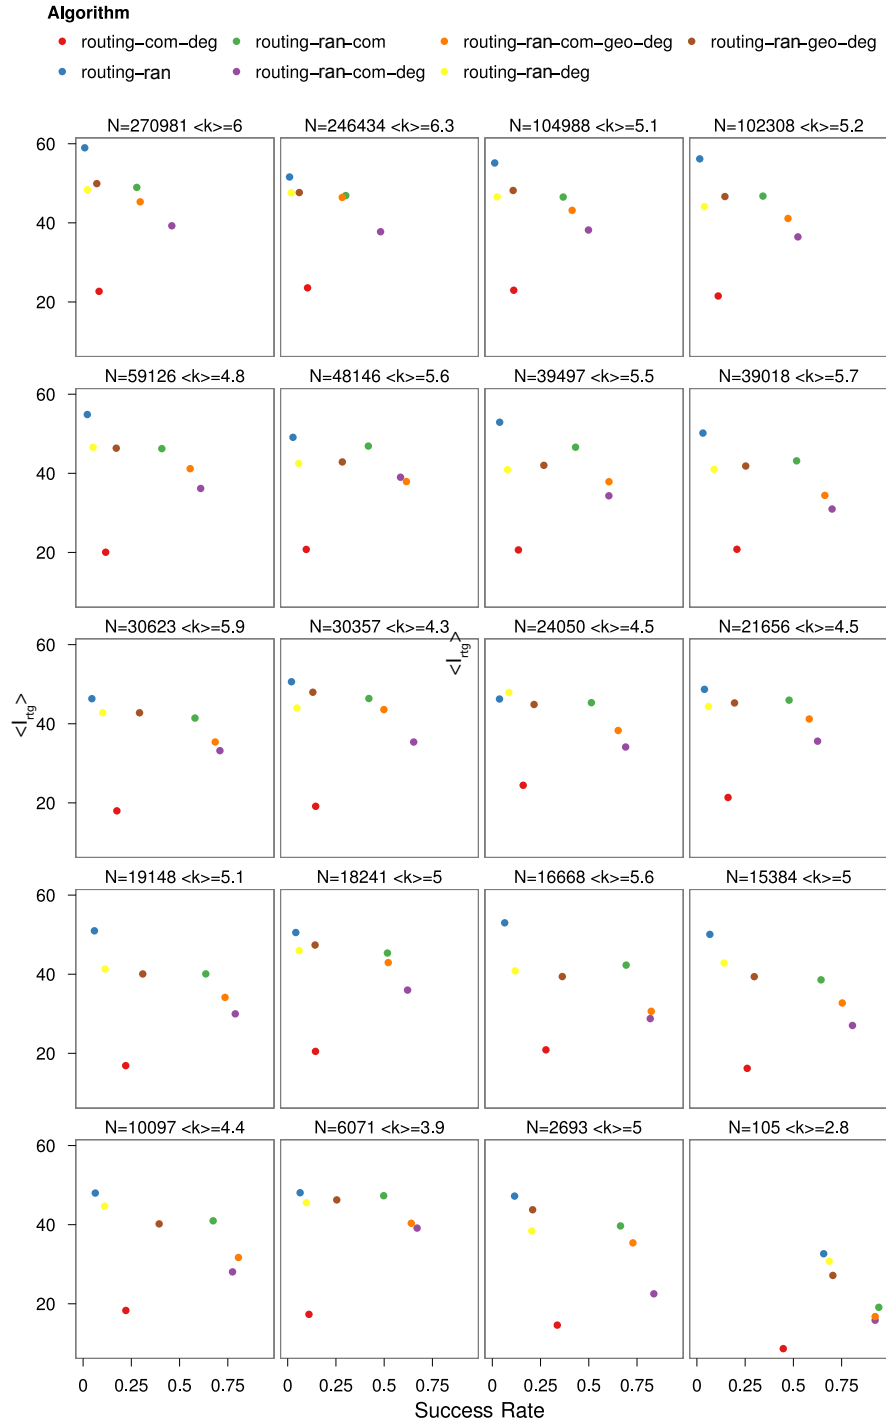 Algorithm
routing-com-deg routing-ran-com routing-ran-com-geo-deg routing-ran-geo-deg
routing-ran routing-ran-com-deg routing-ran-deg
N=270981 <k>=6 N=246434 <k>=6.3 N=104988 <k>=5.1 N=102308 <k>=5.2
60
40
20
N=59126 <k>=4.8 N=48146 <k>=5.6 N=39497 <k>=5.5 N=39018 <k>=5.7
60
40
20
N=30623 <k>=5.9 N=30357 <k>=4.3 N=24050 <k>=4.5 N=21656 <k>=4.5
60
40
20
<I_rtg>
<I_rtg>
N=19148 <k>=5.1 N=18241 <k>=5 N=16668 <k>=5.6 N=15384 <k>=5
60
40
20
N=10097 <k>=4.4 N=6071 <k>=3.9 N=2693 <k>=5 N=105 <k>=2.8
60
40
20
0 0.25 0.50 0.75 0 0.25 0.50 0.75 0 0.25 0.50 0.75 0 0.25 0.50 0.75
Success Rate